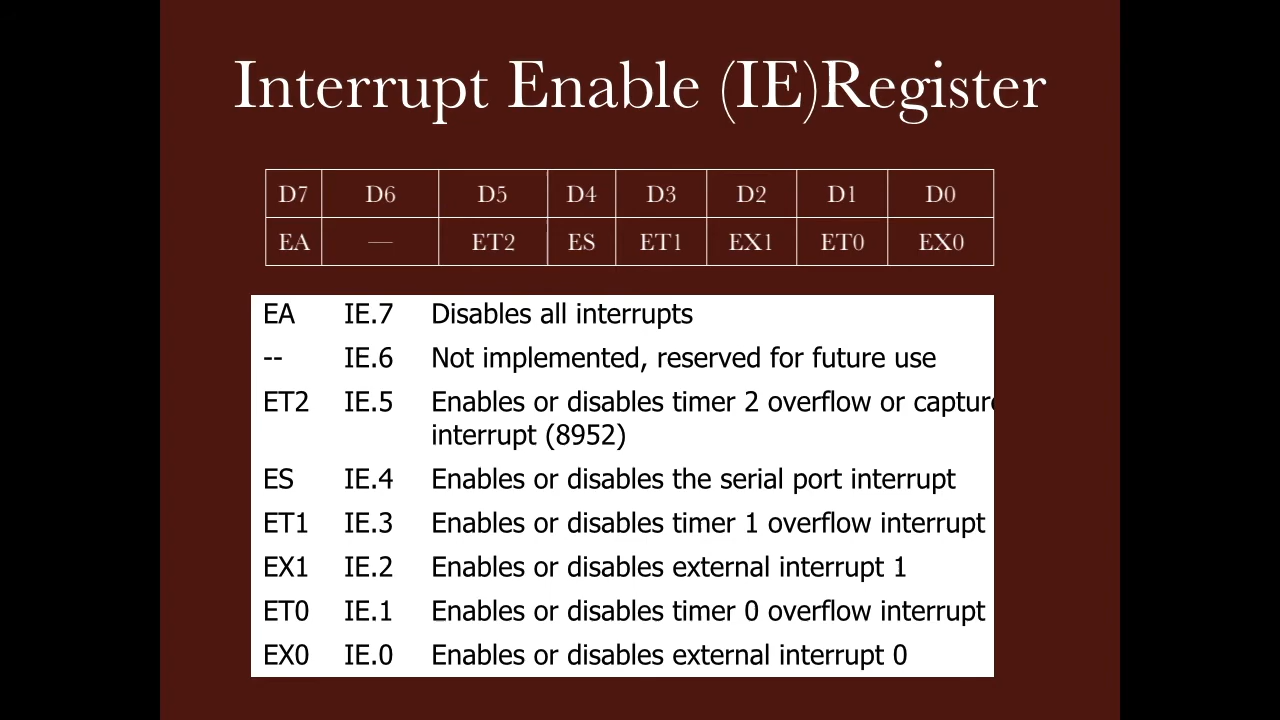 Interrupt Enable (IE)Register
D7 D6 D5 D4 D3 D2 D1 D0
EA — ET2 ES ET1 EX1 ET0 EX0
EA IE.7 Disables all interrupts
-- IE.6 Not implemented, reserved for future use
ET2 IE.5 Enables or disables timer 2 overflow or capture
interrupt (8952)
ES IE.4 Enables or disables the serial port interrupt
ET1 IE.3 Enables or disables timer 1 overflow interrupt
EX1 IE.2 Enables or disables external interrupt 1
ET0 IE.1 Enables or disables timer 0 overflow interrupt
EX0 IE.0 Enables or disables external interrupt 0